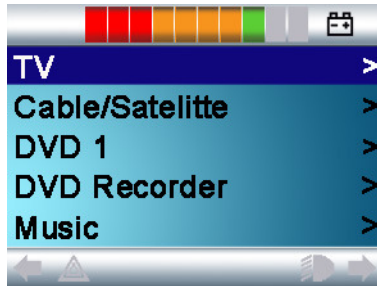 TV >
Cable/Satelitte >
DVD 1 >
DVD Recorder >
Music >